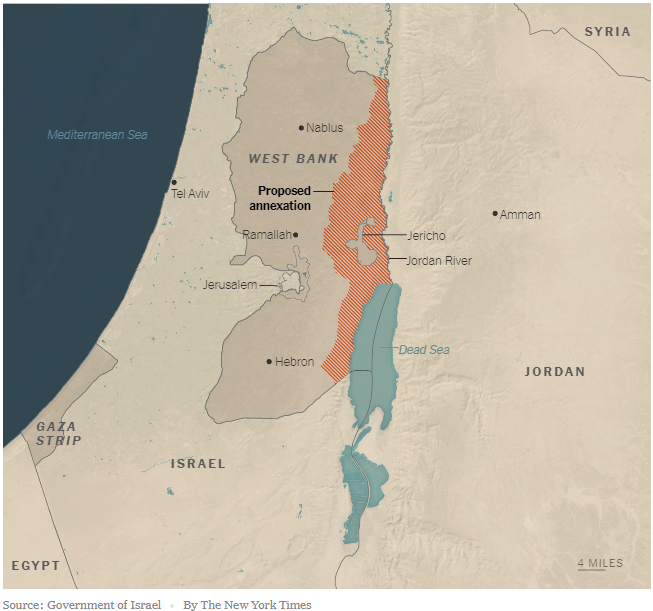 SYRIA
Mediterranean Sea
Nablus
WEST BANK
Proposed
annexation
Tel Aviv
Amman
Ramallah
Jericho
Jordan River
Jerusalem
Dead Sea
Hebron
JORDAN
GAZA
STRIP
ISRAEL
EGYPT
4 MILES
Source: Government of Israel • By The New York Times